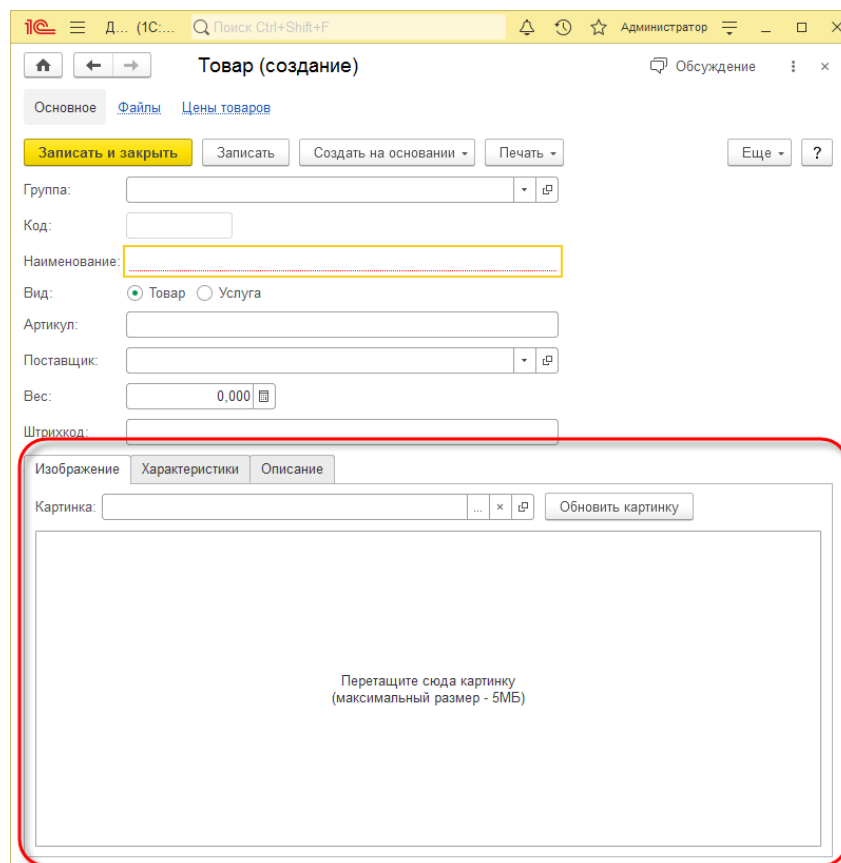 1С Д... (1С:... Поиск Ctrl+Shift+F Администратор
Товар (создание) Обсуждение
Основное Файлы Цены товаров
Записать и закрыть Записать Создать на основании Печать Еще ?
Группа:
Код:
Наименование:
Вид: Товар Услуга
Артикул:
Поставщик:
Вес: 0,000
Штрихкод:
Изображение Характеристики Описание
Картинка: ... Обновить картинку
Перетащите сюда картинку
(максимальный размер - 5МБ)